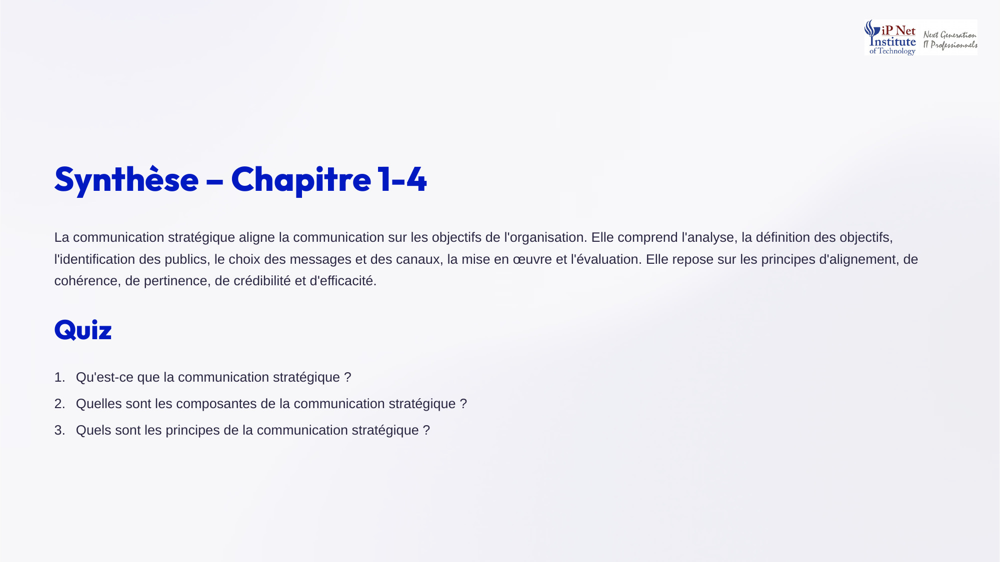 iP Net
Institute
of Technology
Next Generation
IT Professionnels
Synthèse – Chapitre 1-4
La communication stratégique aligne la communication sur les objectifs de l'organisation. Elle comprend l'analyse, la définition des objectifs,
l'identification des publics, le choix des messages et des canaux, la mise en œuvre et l'évaluation. Elle repose sur les principes d'alignement, de
cohérence, de pertinence, de crédibilité et d'efficacité.
Quiz
1. Qu'est-ce que la communication stratégique ?
2. Quelles sont les composantes de la communication stratégique ?
3. Quels sont les principes de la communication stratégique ?